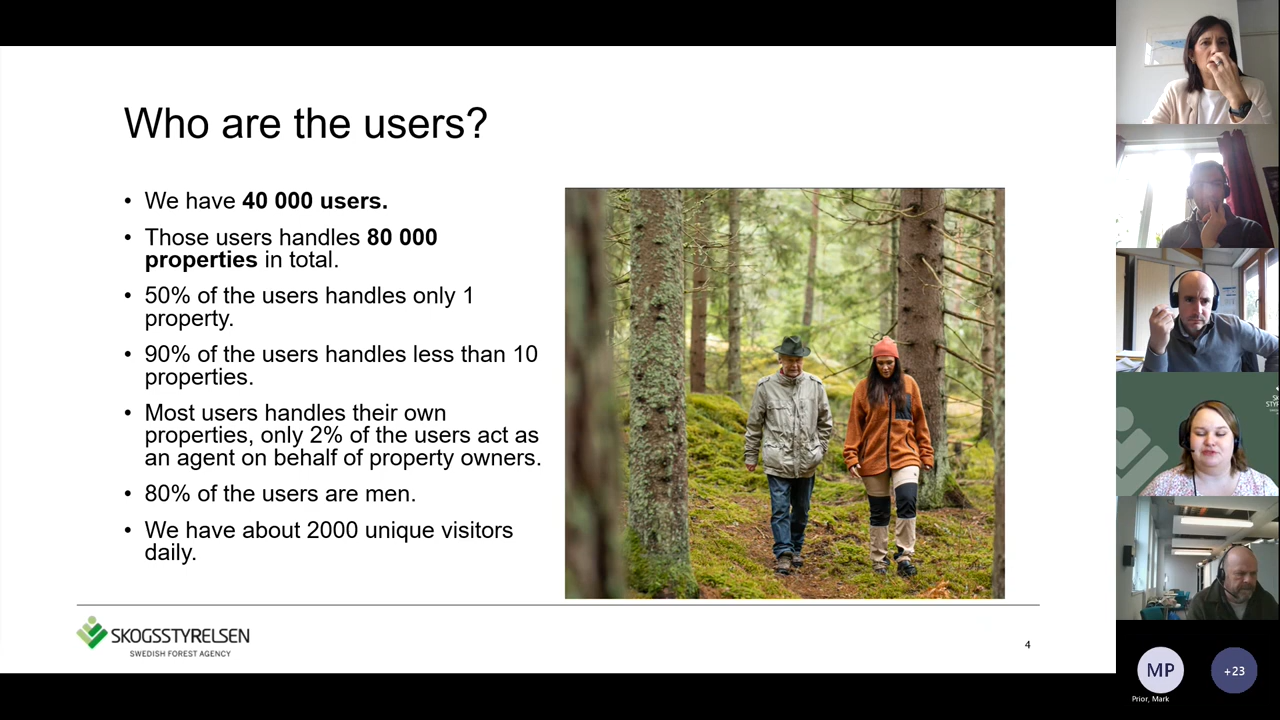 Who are the users?
• We have 40 000 users.
• Those users handles 80 000
properties in total.
• 50% of the users handles only 1
property.
• 90% of the users handles less than 10
properties.
• Most users handles their own
properties, only 2% of the users act as
an agent on behalf of property owners.
• 80% of the users are men.
• We have about 2000 unique visitors
daily.
SKOGSSTYRELSEN
SWEDISH FOREST AGENCY
4
MP
+23
Prior, Mark